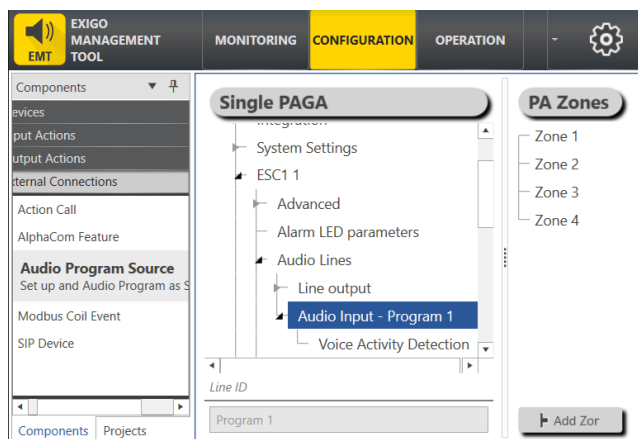 EXIGO
MANAGEMENT
TOOL
EMT
MONITORING
CONFIGURATION
OPERATION
Components
evices
put Actions
utput Actions
xternal Connections
Action Call
AlphaCom Feature
Audio Program Source
Set up and Audio Program as S
Modbus Coil Event
SIP Device
Components
Projects
Single PAGA
Integration
System Settings
ESC1 1
Advanced
Alarm LED parameters
Audio Lines
Line output
Audio Input - Program 1
Voice Activity Detection
Line ID
Program 1
PA Zones
Zone 1
Zone 2
Zone 3
Zone 4
Add Zor